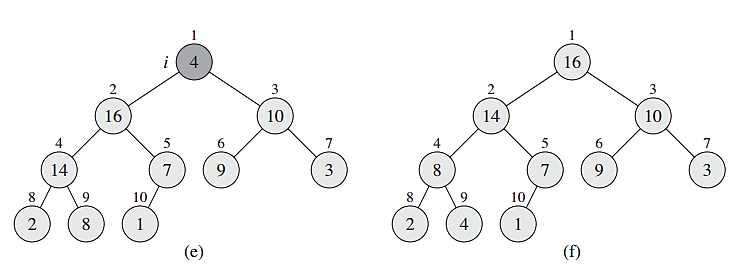 1 1
i 4 16
2 3 2 3
16 10 14 10
4 5 6 7 4 5 6 7
14 7 9 3 8 7 9 3
8 9 10 8 9 10
2 8 1 2 4 1
(e) (f)